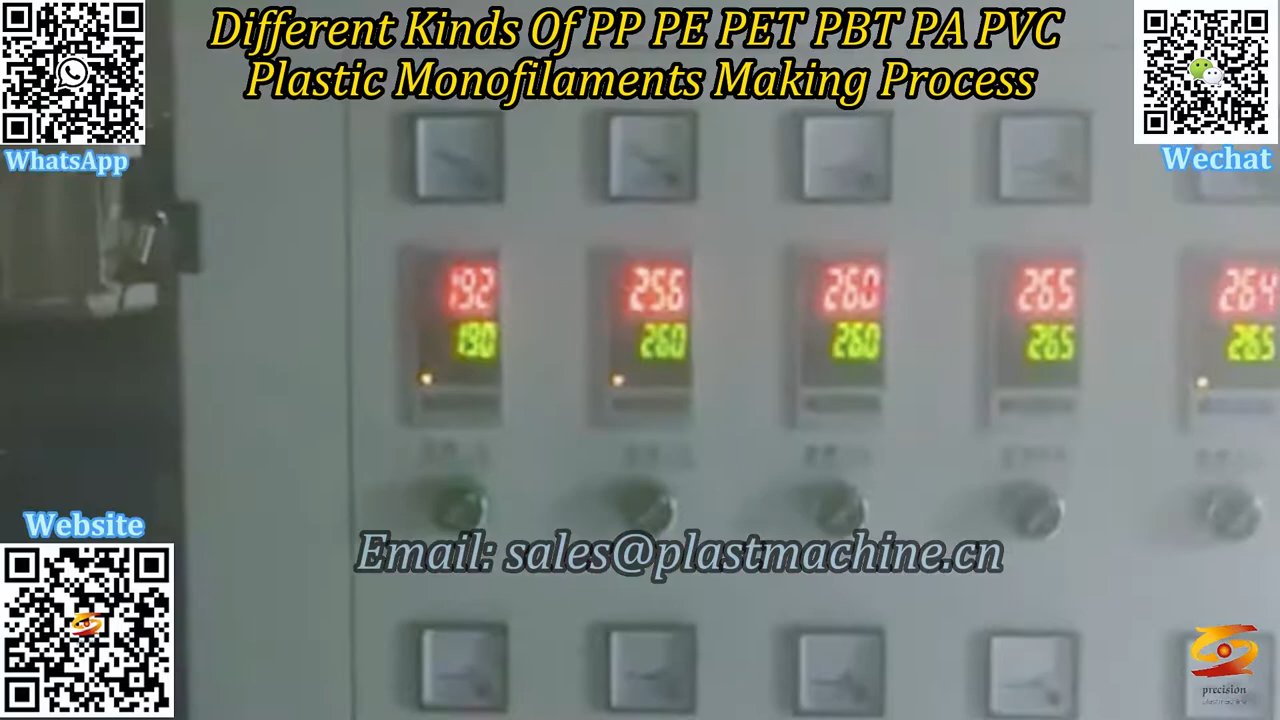 Different Kinds Of PP PE PET PBT PA PVC
Plastic Monofilaments Making Process
WhatsApp
Wechat
192
256
260
265
264
190
260
260
265
265
Website
Email: sales@plastmachine.cn
precision